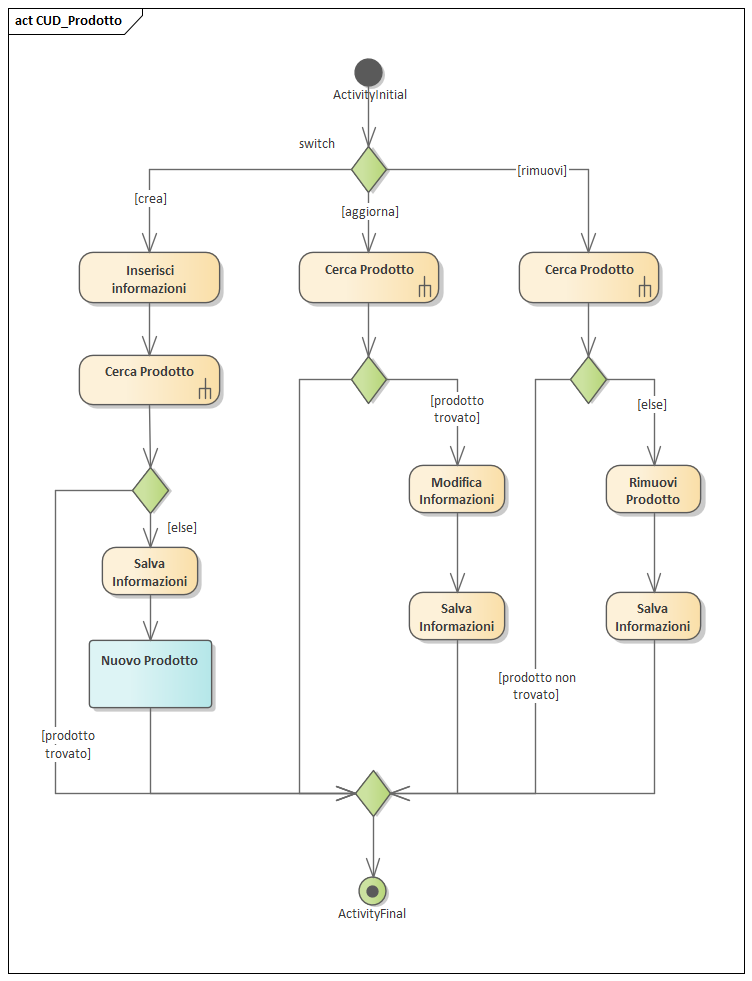 act CUD_Prodotto
ActivityInitial
switch
[crea]
[aggiorna]
[rimuovi]
Inserisci
informazioni
Cerca Prodotto
Cerca Prodotto
Cerca Prodotto
[prodotto
trovato]
[else]
Modifica
Informazioni
Rimuovi
Prodotto
[else]
Salva
Informazioni
Salva
Informazioni
Salva
Informazioni
Nuovo Prodotto
[prodotto non
trovato]
[prodotto
trovato]
ActivityFinal